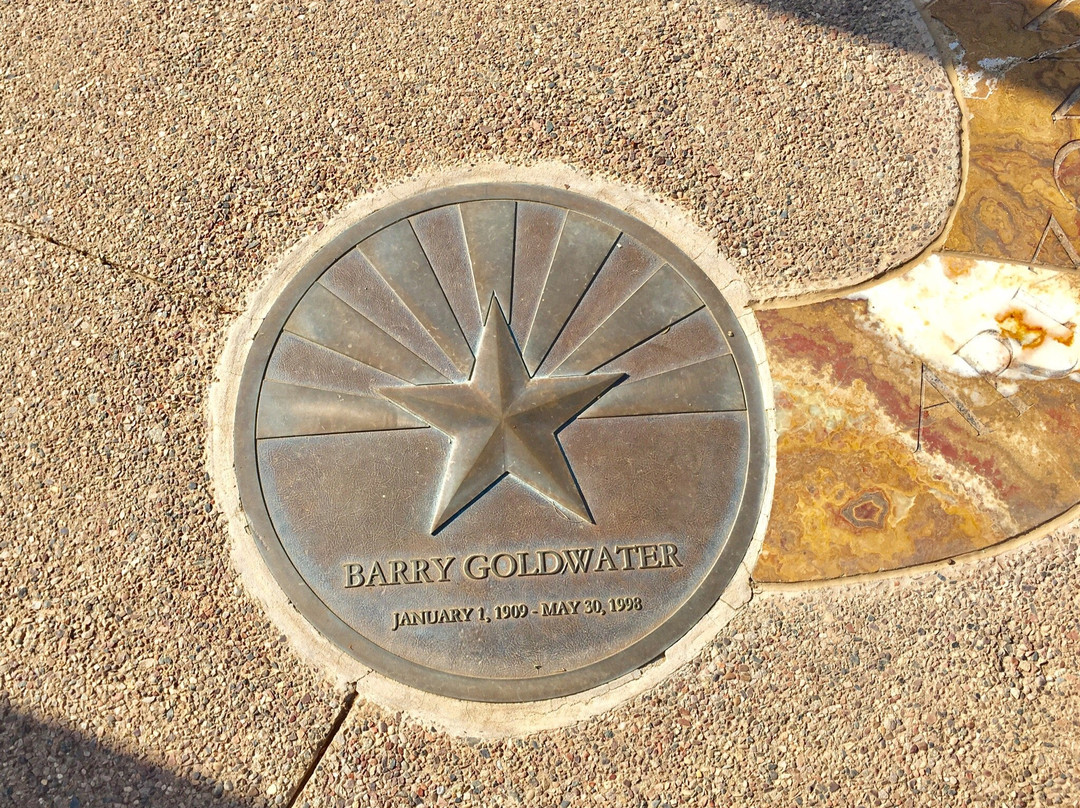 BARRY GOLDWATER
JANUARY 1, 1909 - MAY 30, 1998